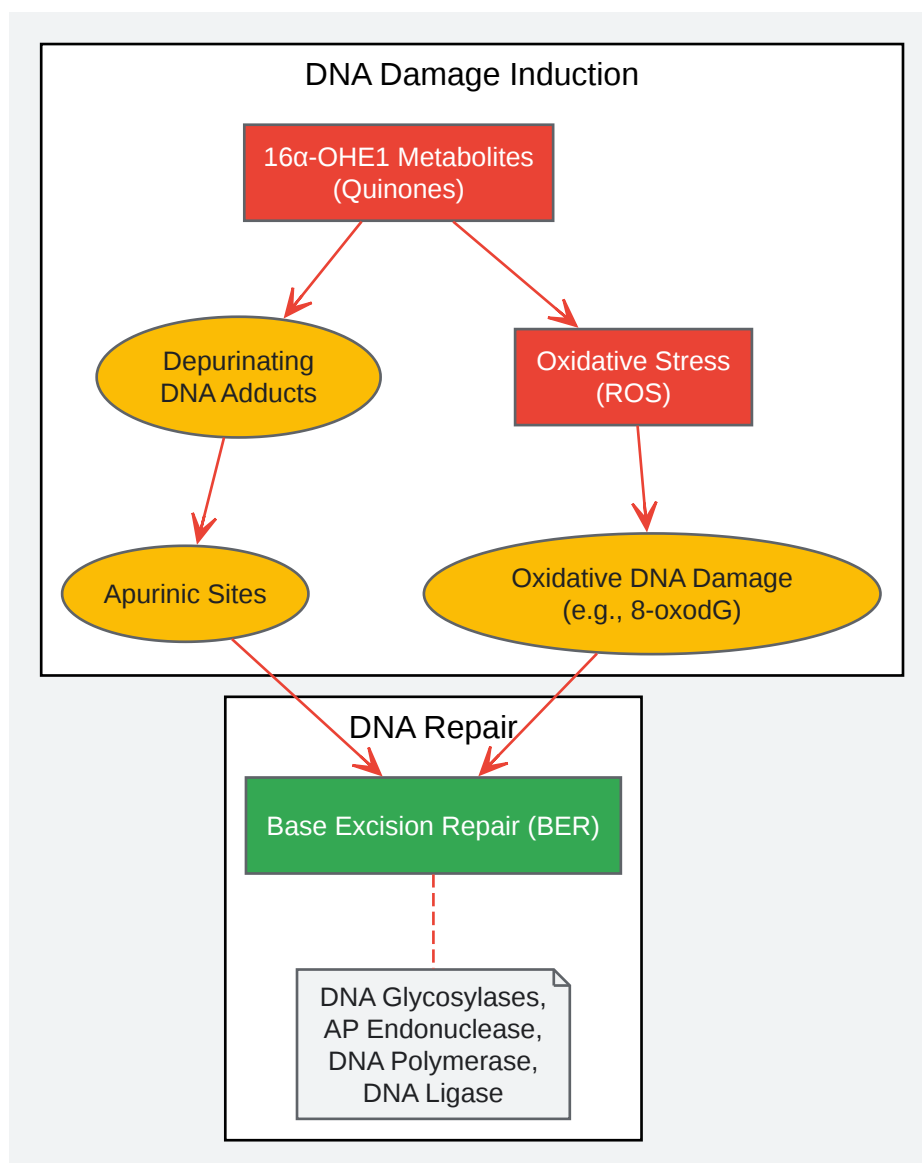 DNA Damage Induction
16α-OHE1 Metabolites
(Quinones)
Depurinating
DNA Adducts
Oxidative Stress
(ROS)
Apurinic Sites
Oxidative DNA Damage
(e.g., 8-oxodG)
DNA Repair
Base Excision Repair (BER)
DNA Glycosylases,
AP Endonuclease,
DNA Polymerase,
DNA Ligase